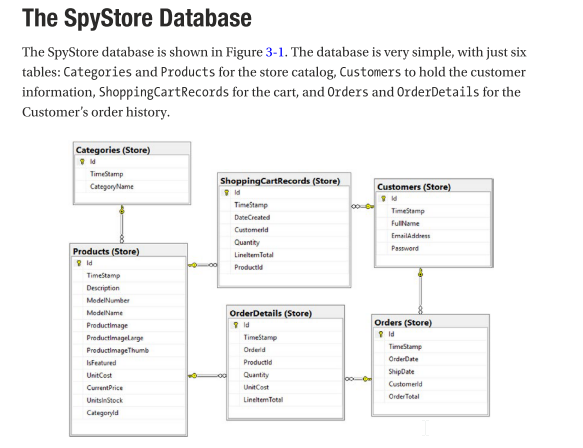 The SpyStore Database
The SpyStore database is shown in Figure 3-1. The database is very simple, with just six
tables: Categories and Products for the store catalog, Customers to hold the customer
information, ShoppingCartRecords for the cart, and Orders and OrderDetails for the
Customer's order history.
Categories (Store)
Id
TimeStamp
CategoryName
ShoppingCartRecords (Store)
Id
TimeStamp
DateCreated
CustomerId
Quantity
LineItemTotal
ProductId
Customers (Store)
Id
TimeStamp
FullName
EmailAddress
Password
Products (Store)
Id
TimeStamp
Description
ModelNumber
ModelName
ProductImage
ProductImageLarge
ProductImageThumb
IsFeatured
UnitCost
CurrentPrice
UnitsInStock
CategoryId
OrderDetails (Store)
Id
TimeStamp
OrderId
ProductId
Quantity
UnitCost
LineItemTotal
Orders (Store)
Id
TimeStamp
OrderDate
ShipDate
CustomerId
OrderTotal